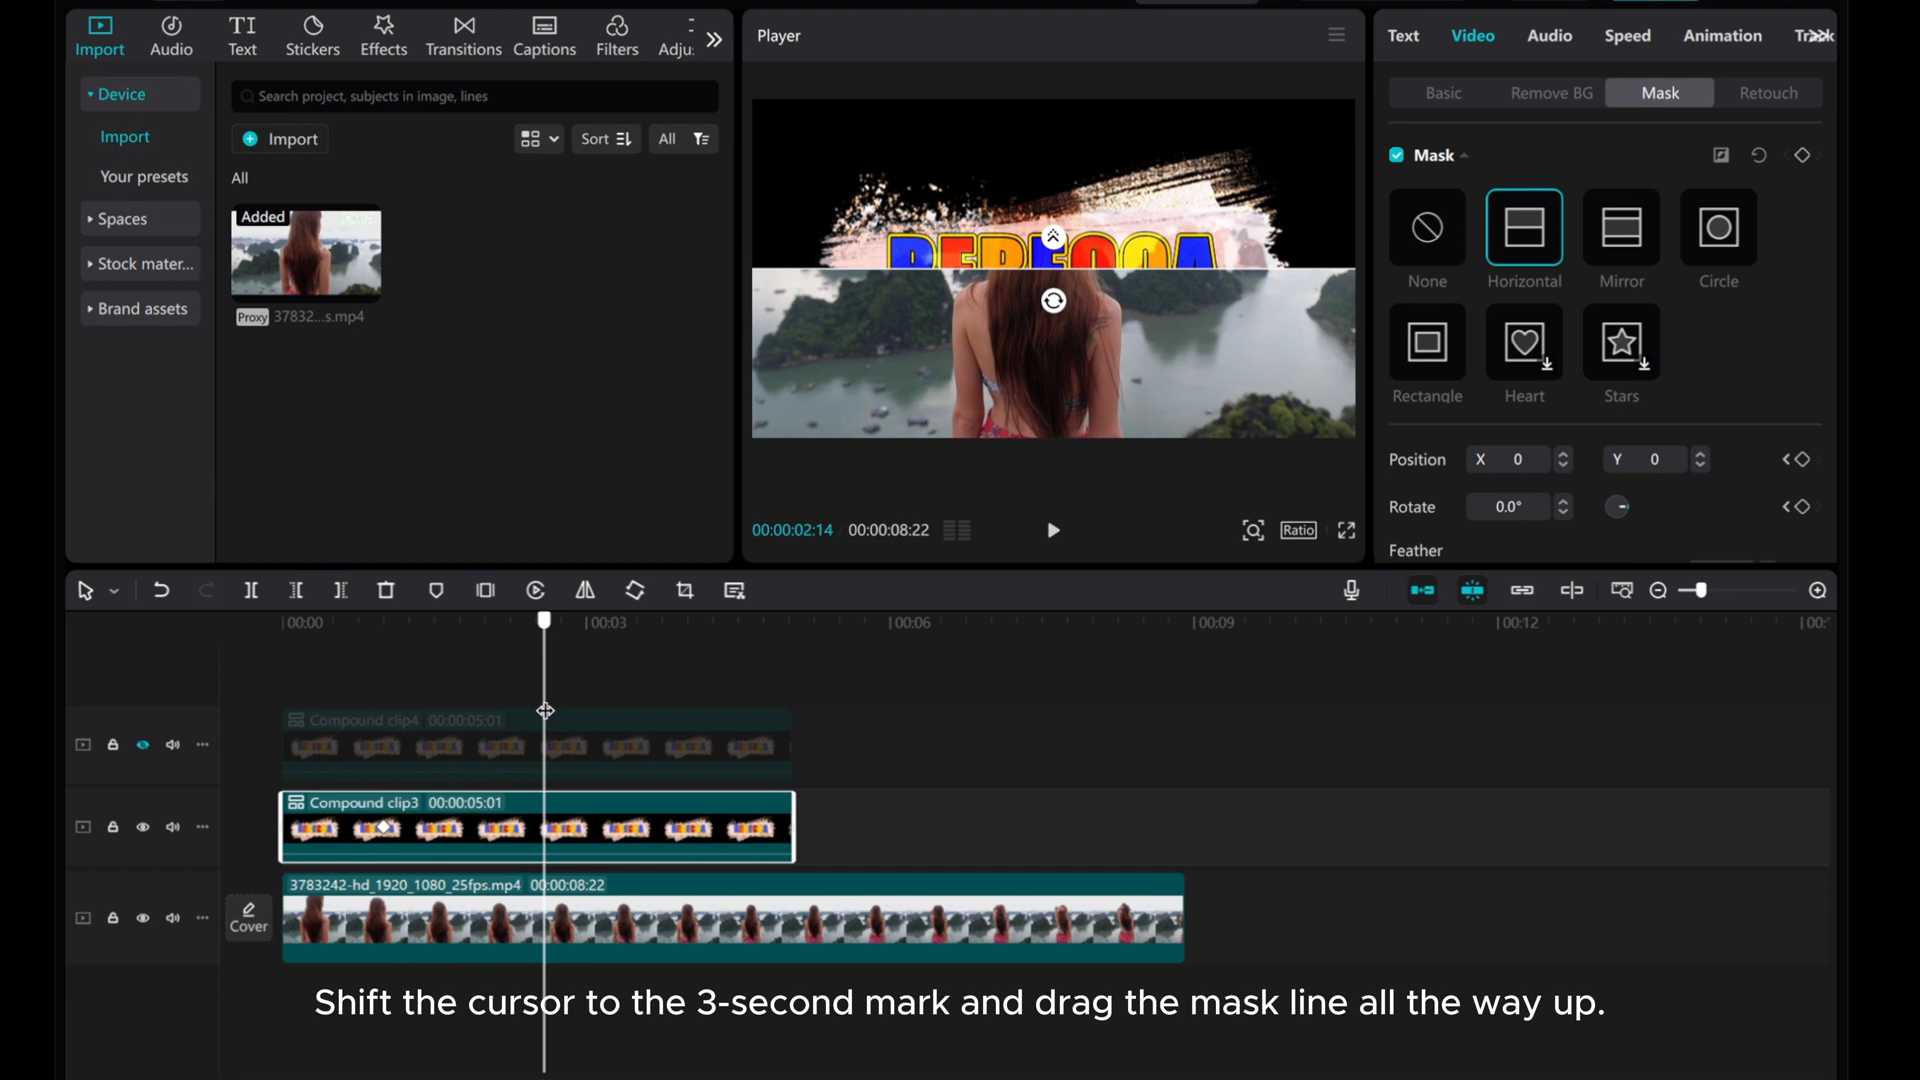 Import
Audio
Text
Stickers
Effects
Transitions
Captions
Filters
Adju:
Device
Import
Your presets
Spaces
Stock mater...
Brand assets
Search project, subjects in image, lines
Import
Sort
All
All
Added
Proxy 37832...s.mp4
Player
REBECCA
00:00:02:14 00:00:08:22
Ratio
Text Video Audio Speed Animation Track
Basic Remove BG Mask Retouch
Mask
None Horizontal Mirror Circle
Rectangle Heart Stars
Position X 0 Y 0
Rotate 0.0°
Feather
00:00 00:03 00:06 00:09 00:12 00:
Compound clip4 00:00:05:01
Compound clip3 00:00:05:01
3783242-hd_1920_1080_25fps.mp4 00:00:08:22
Cover
Shift the cursor to the 3-second mark and drag the mask line all the way up.